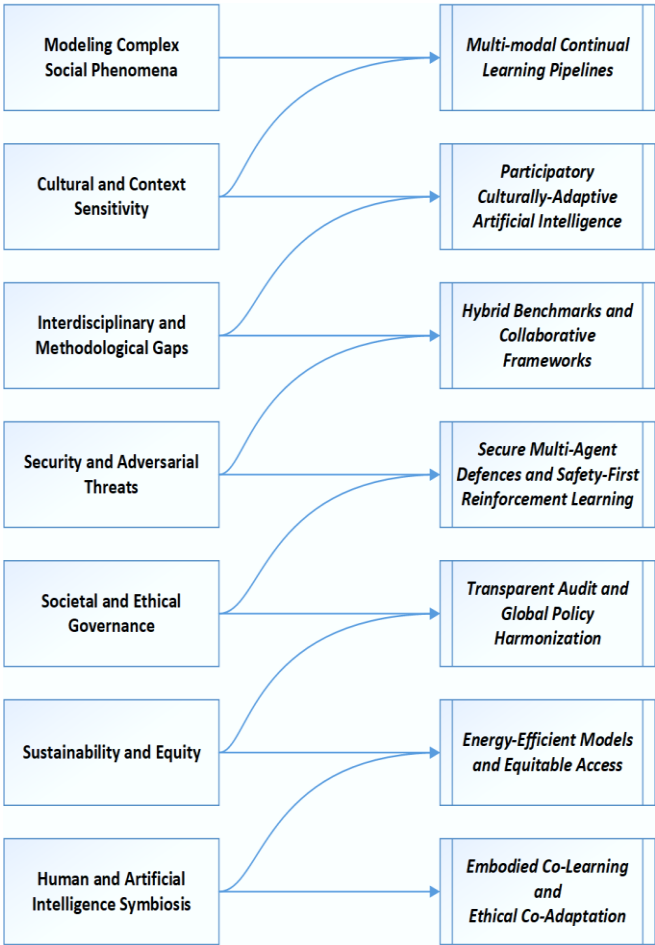 Modeling Complex
Social Phenomena
Multi-modal Continual
Learning Pipelines
Cultural and Context
Sensitivity
Participatory
Culturally-Adaptive
Artificial Intelligence
Interdisciplinary and
Methodological Gaps
Hybrid Benchmarks and
Collaborative
Frameworks
Security and Adversarial
Threats
Secure Multi-Agent
Defences and Safety-First
Reinforcement Learning
Societal and Ethical
Governance
Transparent Audit and
Global Policy
Harmonization
Sustainability and Equity
Energy-Efficient Models
and Equitable Access
Human and Artificial
Intelligence Symbiosis
Embodied Co-Learning
and
Ethical Co-Adaptation